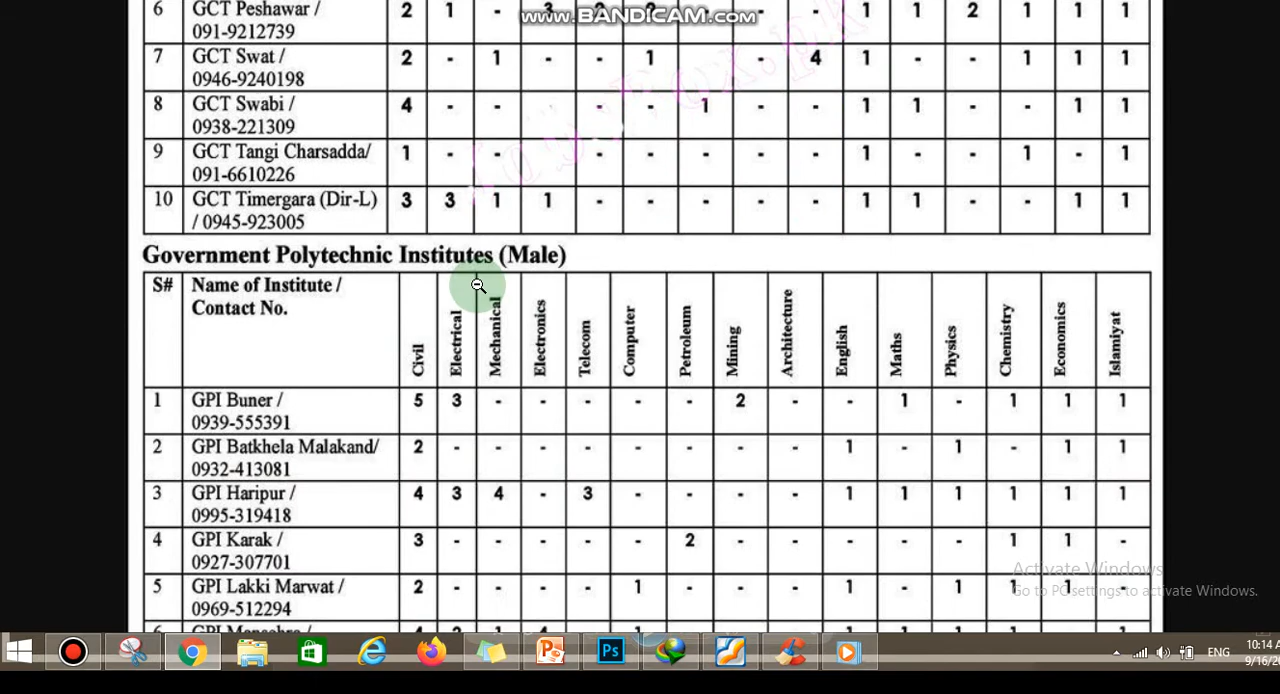 www.BANDICAM.com
6 GCT Peshawar / 2 1 - 3 - - 1 1 2 1 1 1
091-9212739
7 GCT Swat / 2 - 1 - - 1 - 4 1 - - 1 1 1
0946-9240198
8 GCT Swabi / 4 - - - - - 1 - - 1 1 - - 1 1
0938-221309
9 GCT Tangi Charsadda/ 1 - - - - - - - - 1 - - 1 - 1
091-6610226
10 GCT Timergara (Dir-L) 3 3 1 1 - - - - - 1 1 - - 1 1
/ 0945-923005
Government Polytechnic Institutes (Male)
S# Name of Institute / Civil Electrical Mechanical Electronics Telecom Computer Petroleum Mining Architecture English Maths Physics Chemistry Economics Islamiyat
Contact No.
1 GPI Buner / 5 3 - - - - - 2 - - 1 - 1 1 1
0939-555391
2 GPI Batkhela Malakand/ 2 - - - - - - - - 1 - 1 - 1 1
0932-413081
3 GPI Haripur / 4 3 4 - 3 - - - - 1 1 1 1 1 1
0995-319418
4 GPI Karak / 3 - - - - - 2 - - - - - 1 1 -
0927-307701
5 GPI Lakki Marwat / 2 - - - - 1 - - - 1 - 1 1 1 -
0969-512294
Activate Windows
Go to PC settings to activate Windows.
ENG
10:14
9/16/20